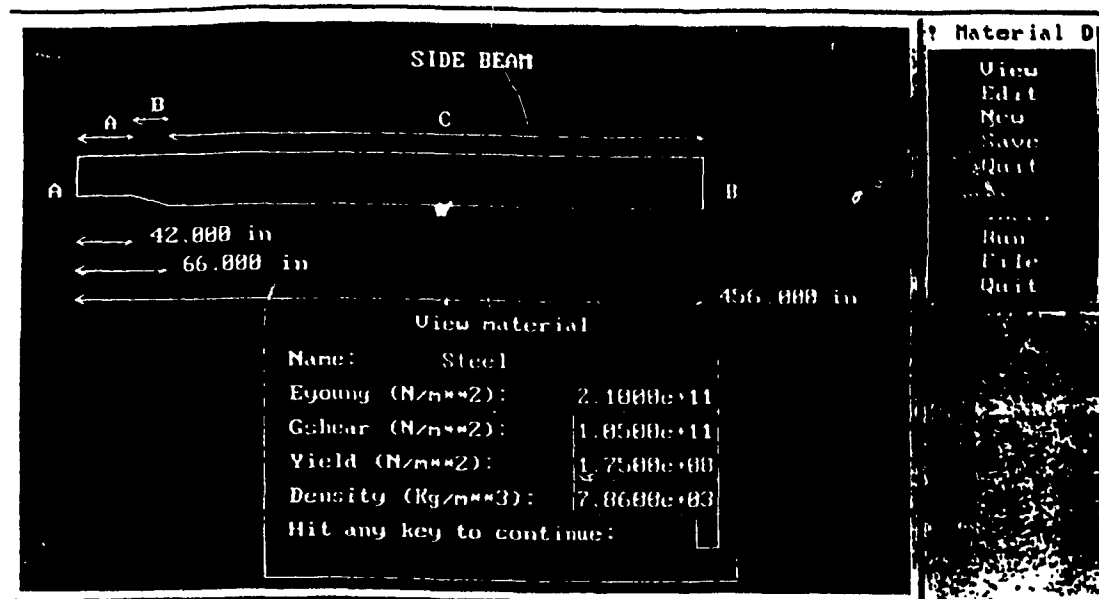 SIDE BEAM
B
A
C
A
B
42.000 in
66.000 in
456.000 in
View material
Name: Steel
Eyoung (N/m**2): 2.1000e+11
Gshear (N/m**2): 1.0500e+11
Yield (N/m**2): 1.7500e+08
Density (Kg/m**3): 7.8600e+03
Hit any key to continue:
? Material D
View
Edit
New
Save
Quit
Run
File
Quit